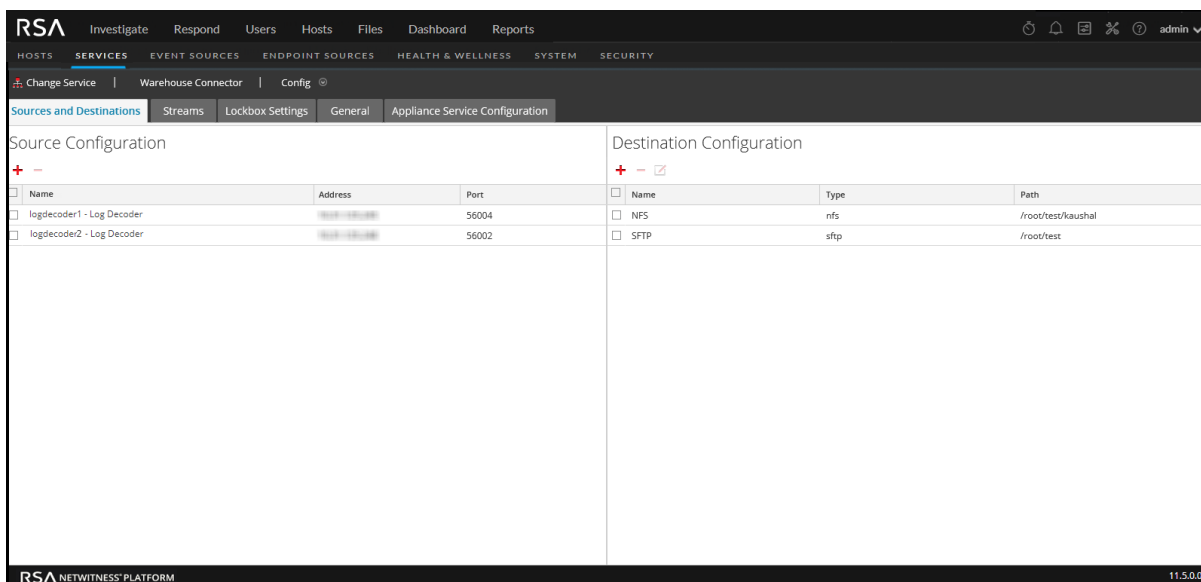 RSA Investigate Respond Users Hosts Files Dashboard Reports admin
HOSTS SERVICES EVENT SOURCES ENDPOINT SOURCES HEALTH & WELLNESS SYSTEM SECURITY
Change Service | Warehouse Connector | Config
Sources and Destinations Streams Lockbox Settings General Appliance Service Configuration
Source Configuration
Name Address Port
logdecoder1 - Log Decoder 56004
logdecoder2 - Log Decoder 56002
Destination Configuration
Name Type Path
NFS nfs /root/test/kaushal
SFTP sftp /root/test
RSA NETWITNESS® PLATFORM 11.5.0.